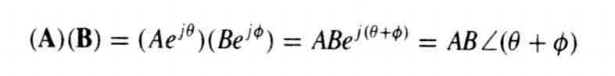 (A)(B) = (Ae^{jθ})(Be^{jϕ}) = ABe^{j(θ+ϕ)} = AB∠(θ + ϕ)